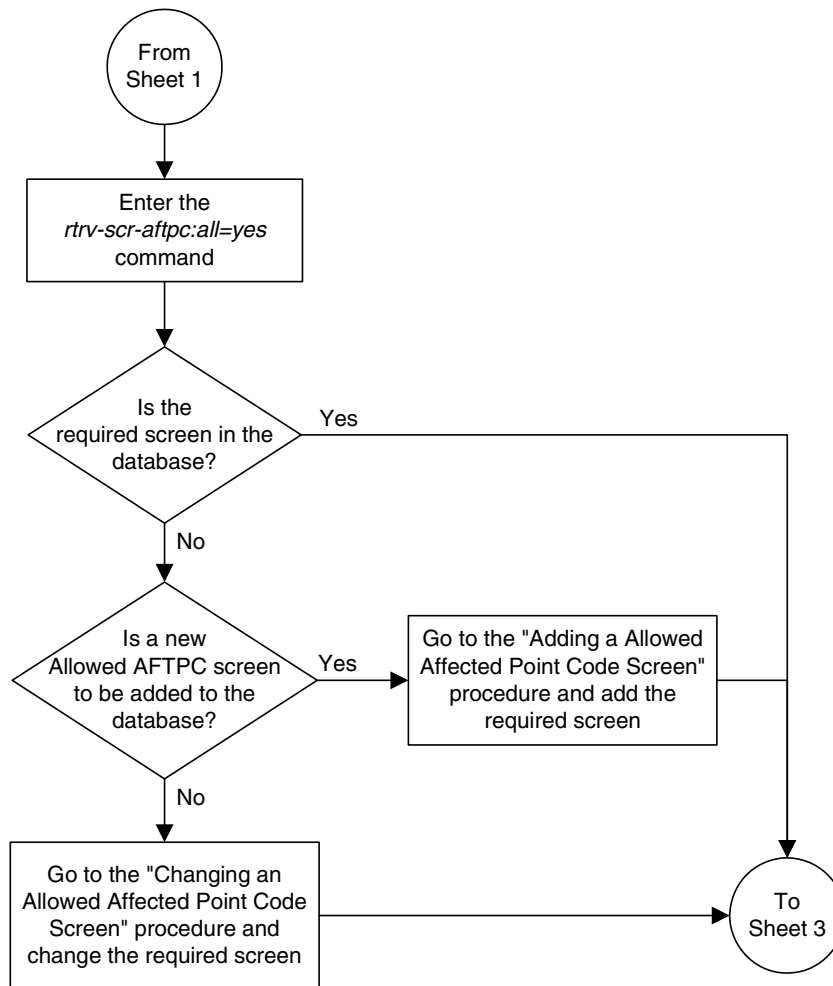 From
Sheet 1
Enter the
rtrv-scr-aftpc:all=yes
command
Is the
required screen in the
database?
Yes
No
Is a new
Allowed AFTPC screen
to be added to the
database?
Yes
Go to the "Adding a Allowed
Affected Point Code Screen"
procedure and add the
required screen
No
Go to the "Changing an
Allowed Affected Point Code
Screen" procedure and
change the required screen
To
Sheet 3